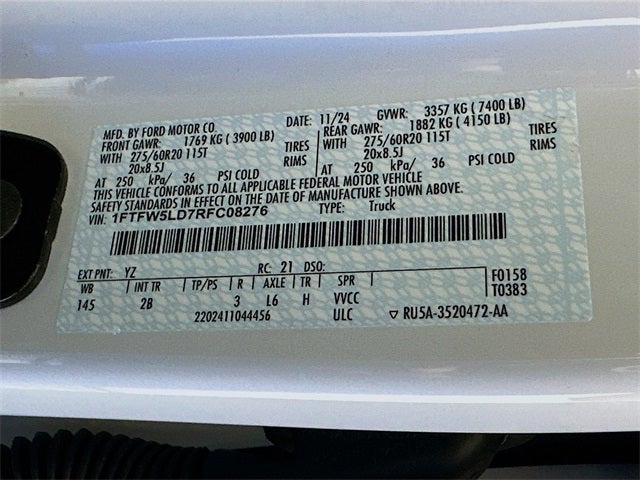 MFD. BY FORD MOTOR CO.
DATE: 11/24 GVWR: 3357 KG ( 7400 LB)
FRONT GAWR: 1769 KG ( 3900 LB)
REAR GAWR: 1882 KG ( 4150 LB)
WITH 275/60R20 115T TIRES
WITH 275/60R20 115T TIRES
20x8.5J RIMS
20x8.5J RIMS
AT 250 kPa/ 36 PSI COLD
AT 250 kPa/ 36 PSI COLD
THIS VEHICLE CONFORMS TO ALL APPLICABLE FEDERAL MOTOR VEHICLE
SAFETY STANDARDS IN EFFECT ON THE DATE OF MANUFACTURE SHOWN ABOVE.
VIN: 1FTFW5LD7RFC08276 TYPE: Truck
EXT PNT: YZ RC: 21 DSO: F0158
WB INT TR TP/PS R AXLE TR SPR T0383
145 2B 3 L6 H VVCC
2202411044456 ULC ▽ RU5A-3520472-AA